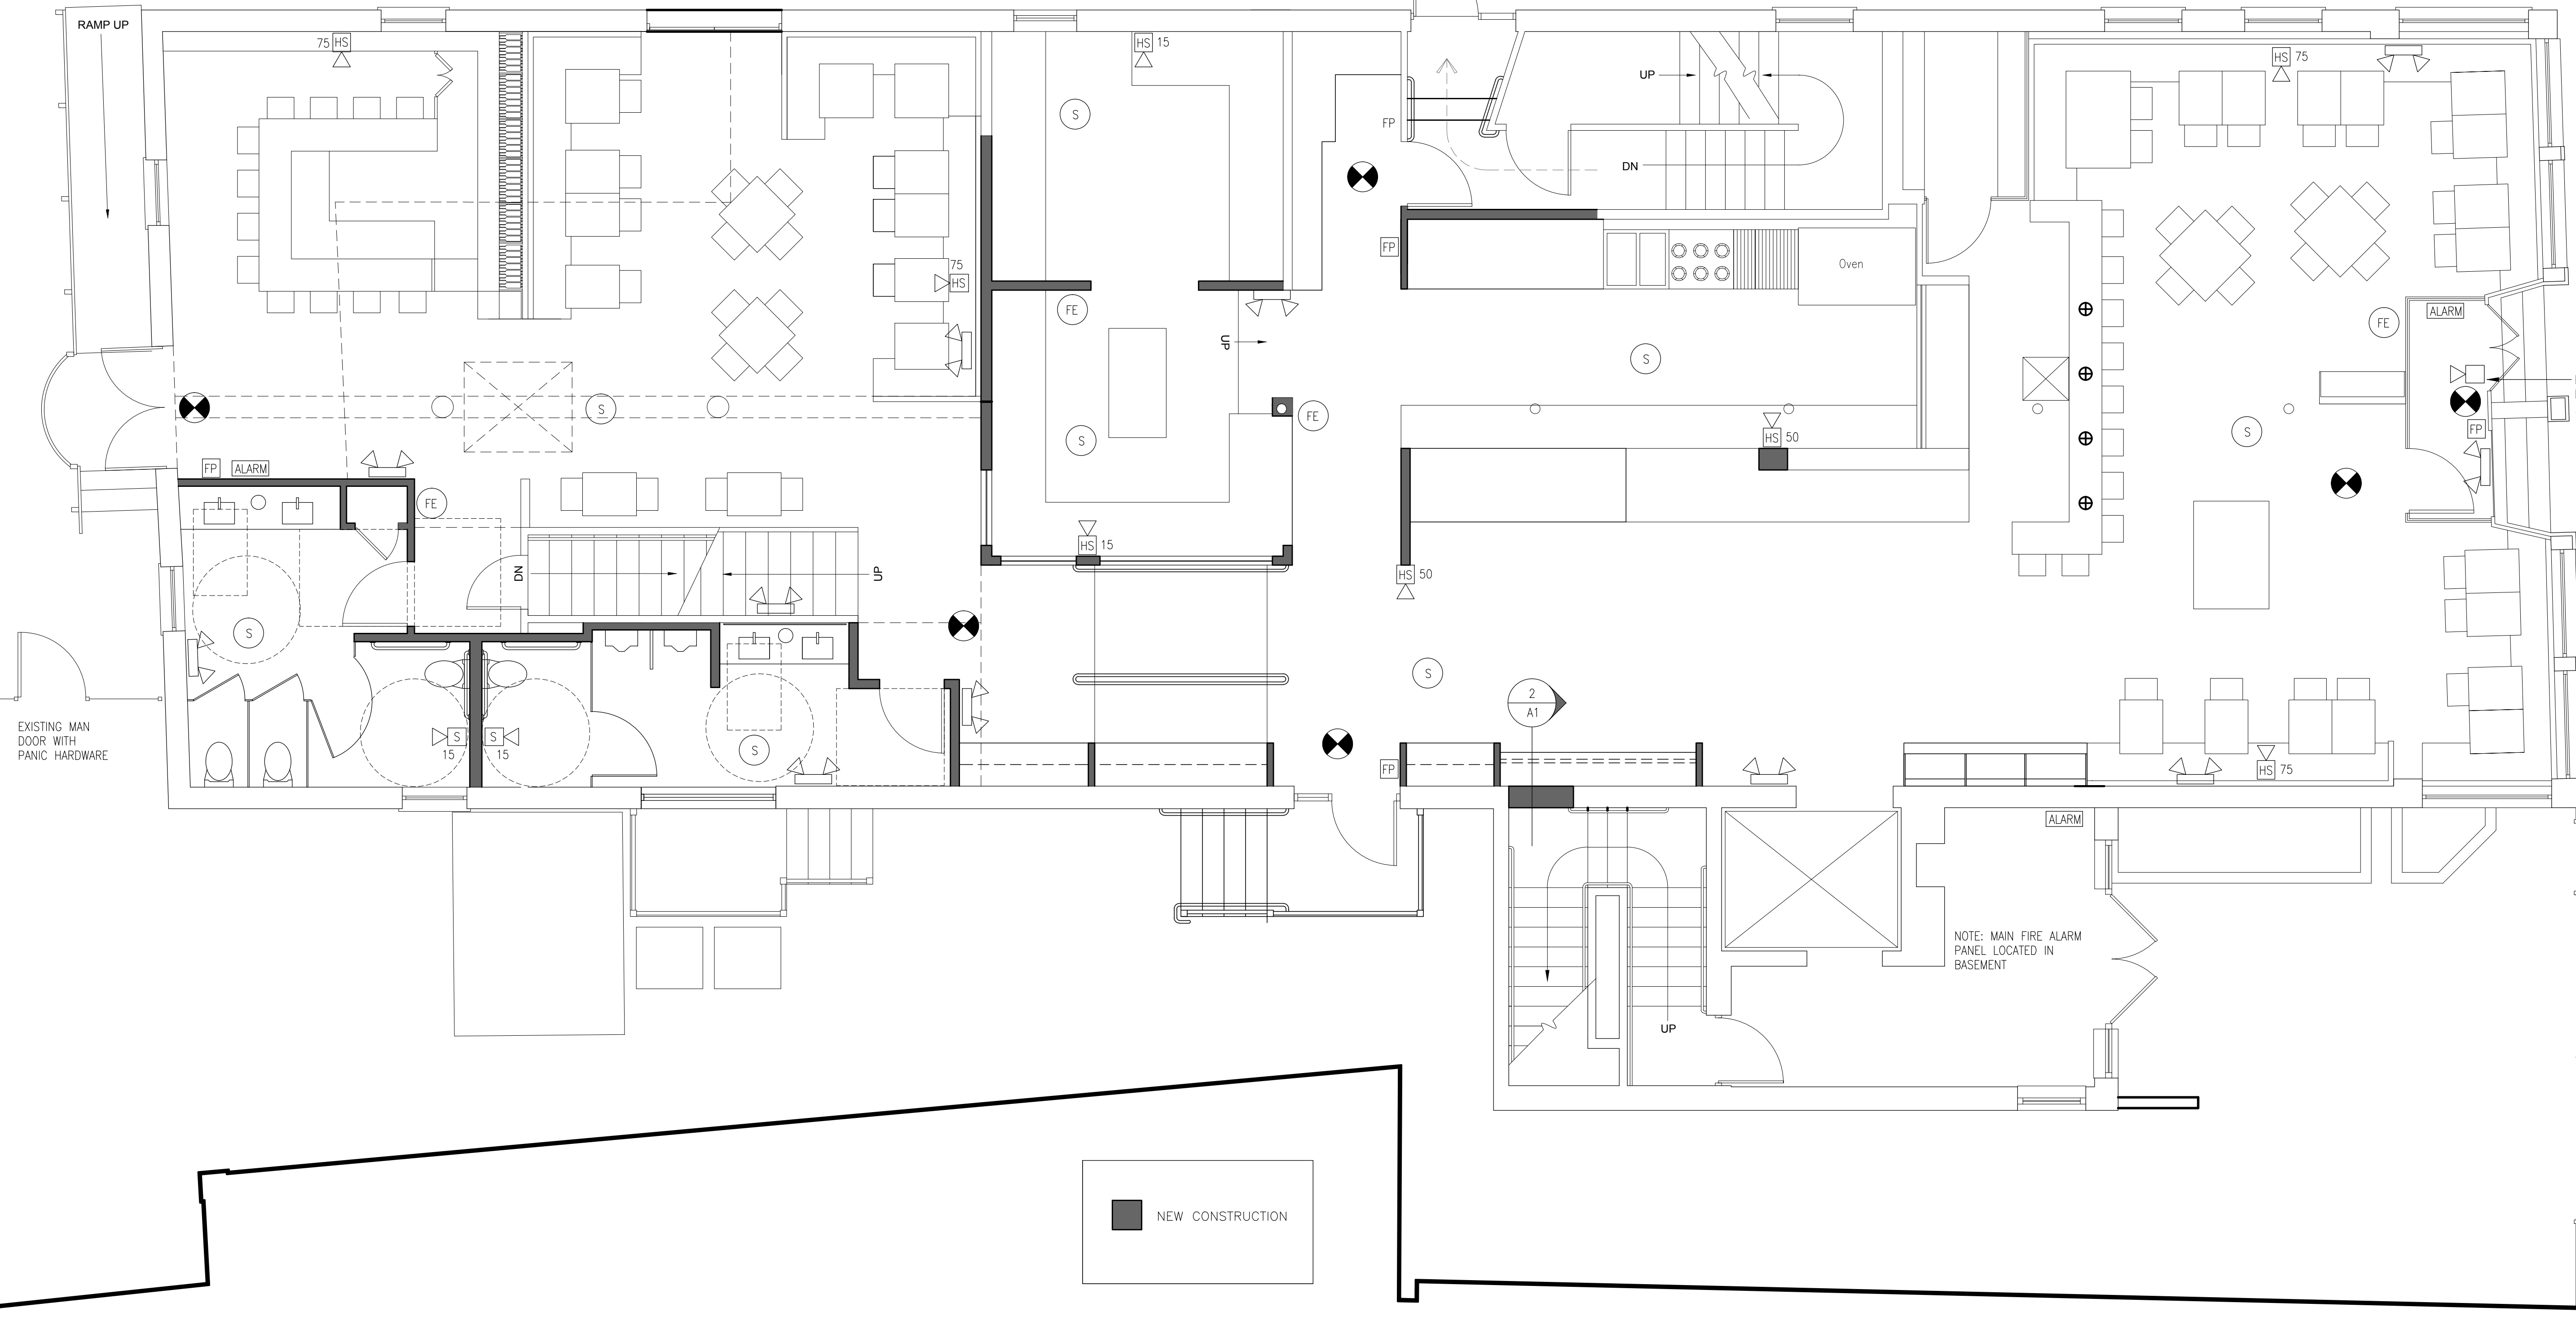 RAMP UP
75 HS
HS 15
HS 75
UP
S
FP
DN
FP
75
HS
Oven
FE
FE
ALARM
UP
S
S
S
FE
S
FP
HS 50
FP ALARM
FE
HS 15
DN
UP
HS 50
S
S
2
A1
EXISTING MAN
DOOR WITH
PANIC HARDWARE
S
15
S
15
S
FP
HS 75
ALARM
NOTE: MAIN FIRE ALARM
PANEL LOCATED IN
BASEMENT
UP
NEW CONSTRUCTION